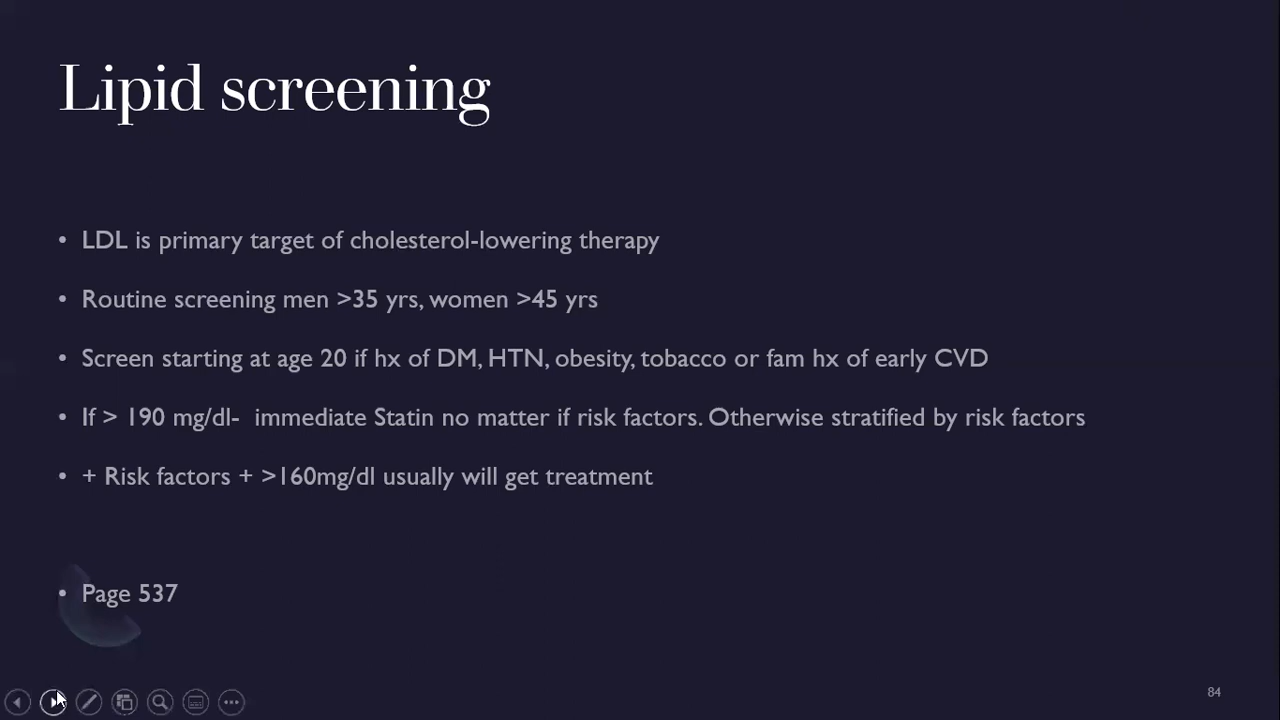 Lipid screening
• LDL is primary target of cholesterol-lowering therapy
• Routine screening men >35 yrs, women >45 yrs
• Screen starting at age 20 if hx of DM, HTN, obesity, tobacco or fam hx of early CVD
• If > 190 mg/dl-  immediate Statin no matter if risk factors. Otherwise stratified by risk factors
• + Risk factors + >160mg/dl usually will get treatment
• Page 537
84